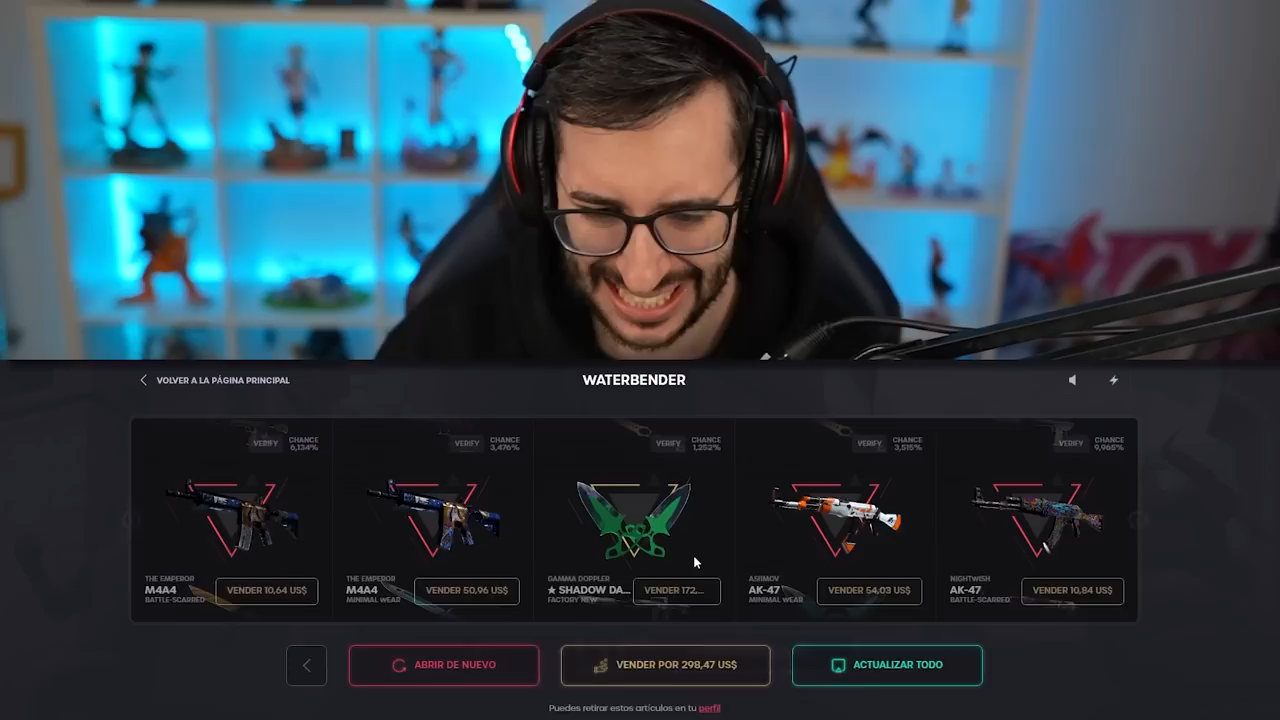 VOLVER A LA PÁGINA PRINCIPAL
WATERBENDER
VERIFY
CHANCE
6,134%
THE EMPEROR
M4A4
BATTLE-SCARRED
VENDER 10,64 US$
VERIFY
CHANCE
3,476%
THE EMPEROR
M4A4
MINIMAL WEAR
VENDER 50,96 US$
VERIFY
CHANCE
1,252%
GAMMA DOPPLER
★ SHADOW DA...
FACTORY NEW
VENDER 172,...
VERIFY
CHANCE
3,515%
ASIIMOV
AK-47
MINIMAL WEAR
VENDER 54,03 US$
VERIFY
CHANCE
9,965%
NIGHTWISH
AK-47
BATTLE-SCARRED
VENDER 10,84 US$
ABRIR DE NUEVO
VENDER POR 298,47 US$
ACTUALIZAR TODO
Puedes retirar estos artículos en tu perfil